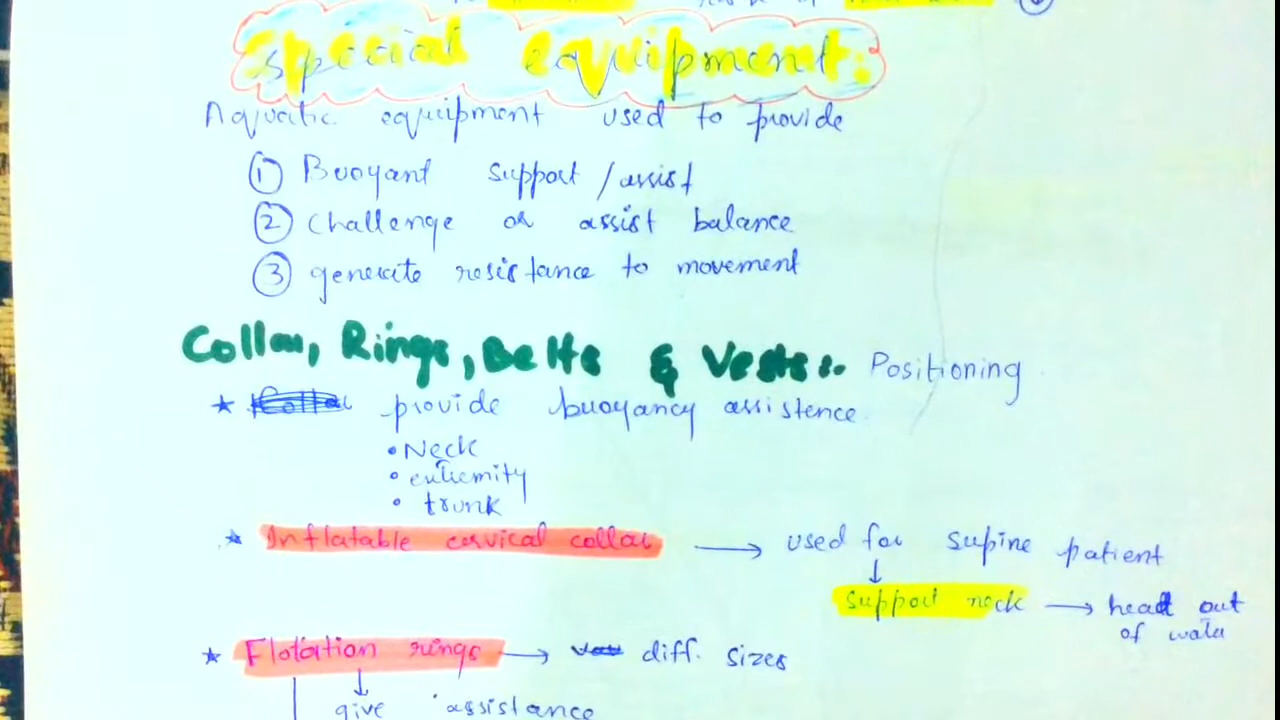 Special equipment:
Aquatic equipment used to provide
① Buoyant support / assist
② Challenge or assist balance
③ generate resistance to movement
Collar, Rings, Belts & Vests:- Positioning
★ provide buoyancy assistence
• Neck
• extremity
• trunk
★ Inflatable cervical collar → used for supine patient
↓
support neck → head out
of water
★ Flotation rings → diff. sizes
↓
give assistance